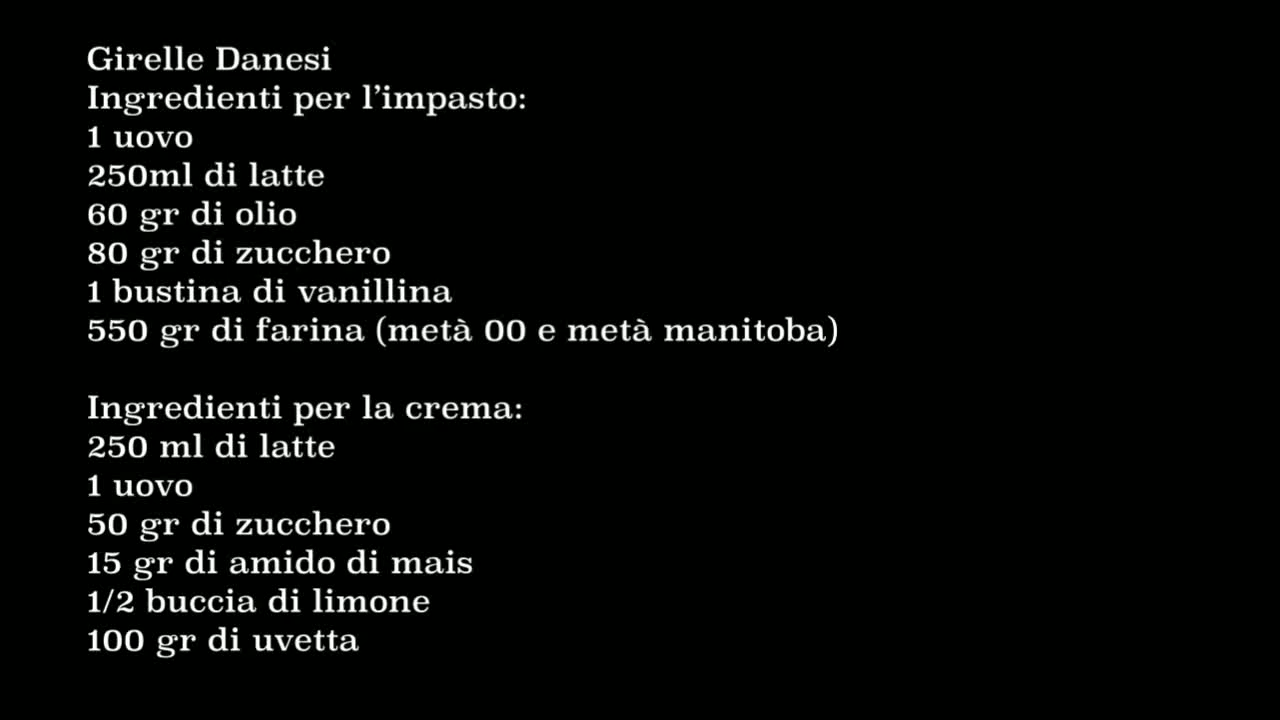 Girelle Danesi
Ingredienti per l’impasto:
1 uovo
250ml di latte
60 gr di olio
80 gr di zucchero
1 bustina di vanillina
550 gr di farina (metà 00 e metà manitoba)
Ingredienti per la crema:
250 ml di latte
1 uovo
50 gr di zucchero
15 gr di amido di mais
1/2 buccia di limone
100 gr di uvetta